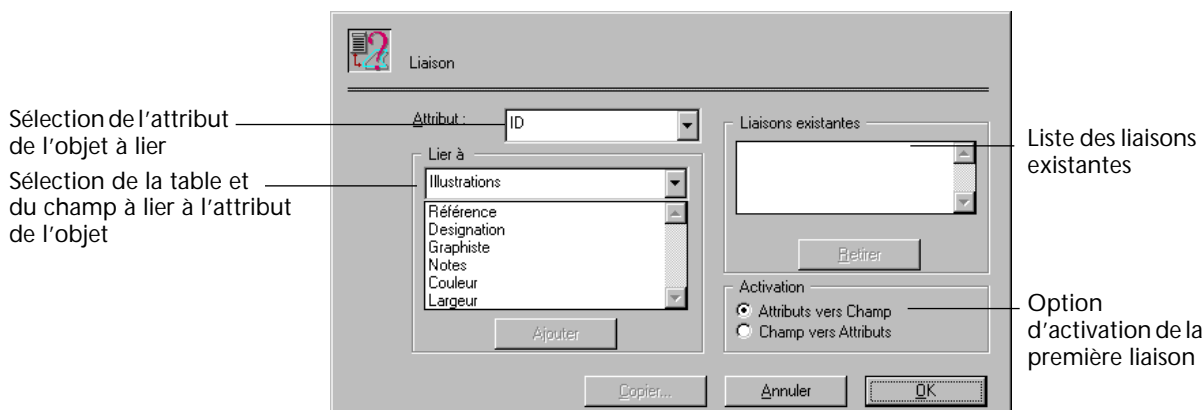 Liaison
Sélection de l'attribut
de l'objet à lier
Sélection de la table et
du champ à lier à l'attribut
de l'objet
Attribut :
ID
Lier à
Illustrations
Référence
Designation
Graphiste
Notes
Couleur
Largeur
Ajouter
Liaisons existantes
Retirer
Activation
Attributs vers Champ
Champ vers Attributs
Liste des liaisons
existantes
Option
d'activation de la
première liaison
Copier...
Annuler
OK